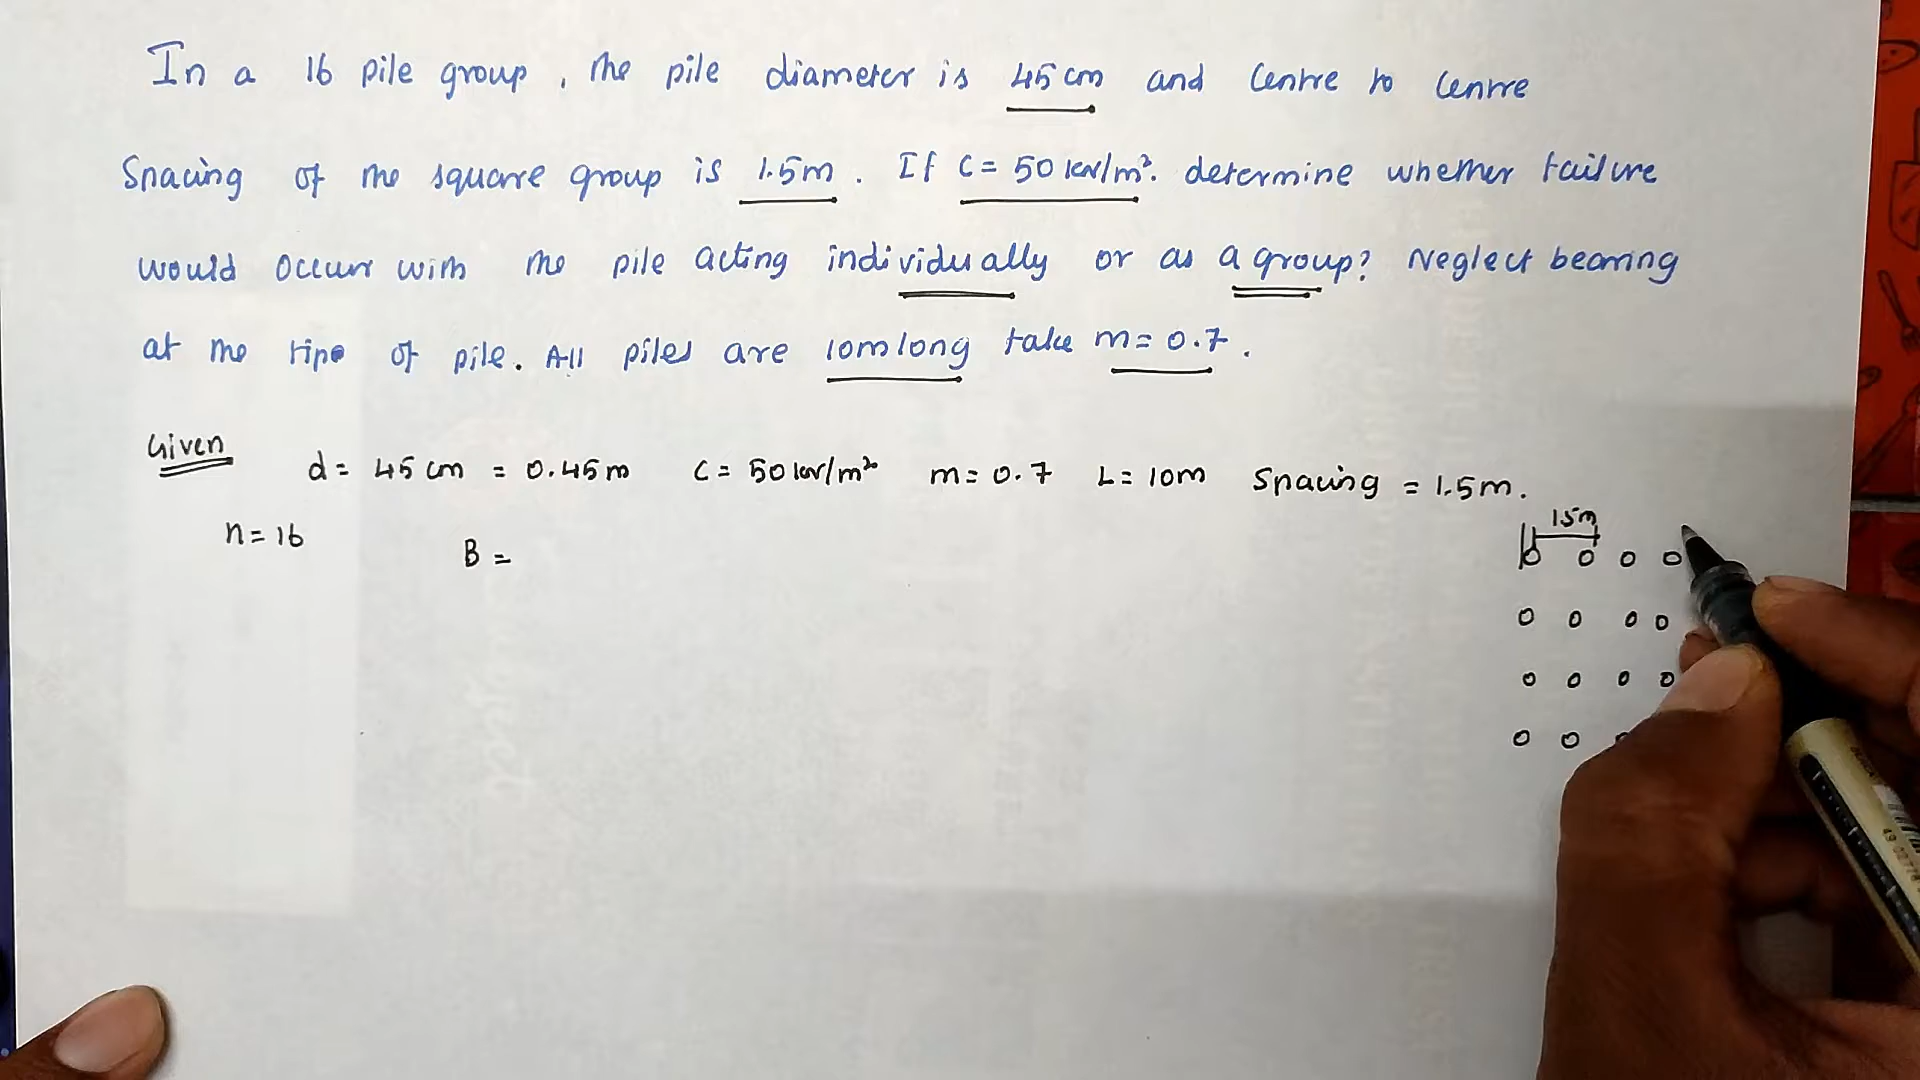 In a 16 pile group, the pile diameter is 45 cm and centre to centre
Spacing of the square group is 1.5m. If C = 50 kN/m². determine whether failure
would occur with the pile acting individually or as a group? Neglect bearing
at the tipe of pile. All piles are 10m long take m = 0.7.
Given
d = 45 cm = 0.45m C = 50 kN/m² m = 0.7 L = 10m Spacing = 1.5m.
n = 16 B =
1.5m